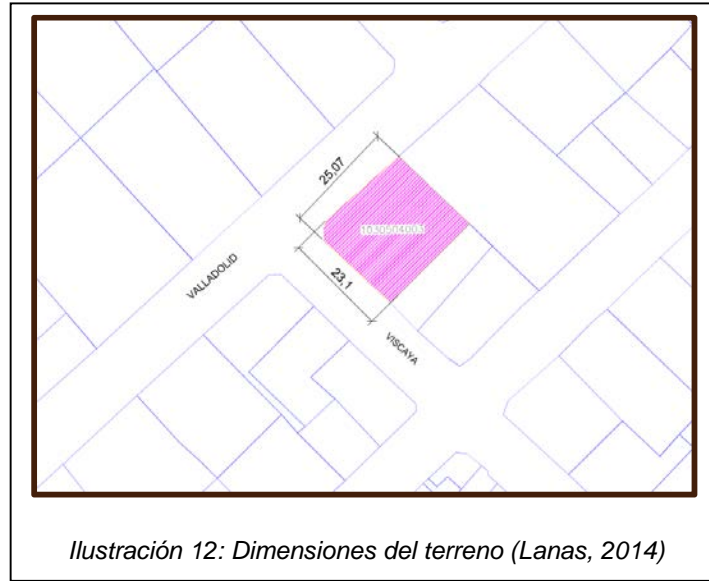 25,07
VALLADOLID
23,1
VISCAYA
Ilustración 12: Dimensiones del terreno (Lanas, 2014)